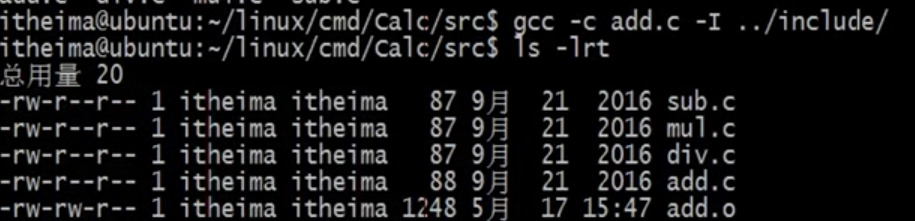 itheima@ubuntu:~/linux/cmd/Calc/src$ gcc -c add.c -I ../include/
itheima@ubuntu:~/linux/cmd/Calc/src$ ls -lrt
总用量 20
-rw-r--r-- 1 itheima itheima 87 9月 21 2016 sub.c
-rw-r--r-- 1 itheima itheima 87 9月 21 2016 mul.c
-rw-r--r-- 1 itheima itheima 87 9月 21 2016 div.c
-rw-r--r-- 1 itheima itheima 88 9月 21 2016 add.c
-rw-rw-r-- 1 itheima itheima 1248 5月 17 15:47 add.o